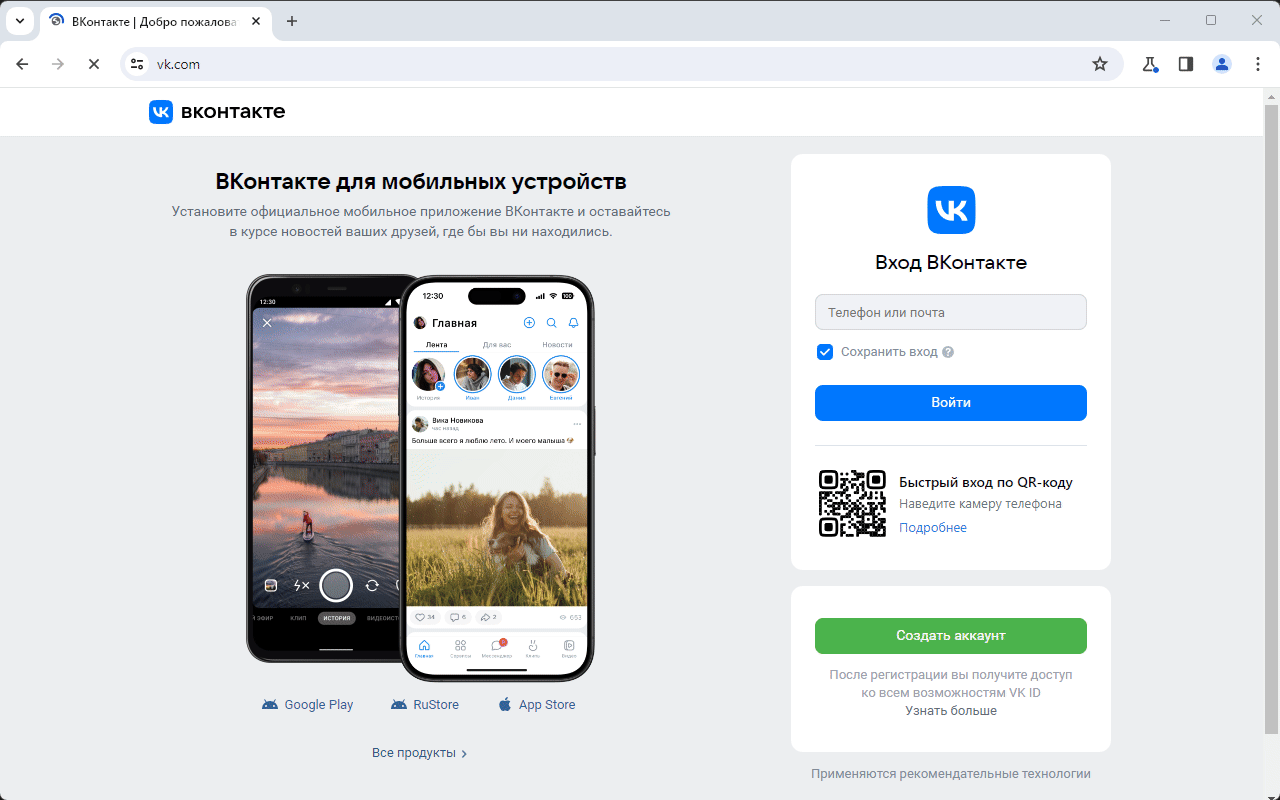 ВКонтакте | Добро пожалова
vk.com
вконтакте
ВКонтакте для мобильных устройств
Установите официальное мобильное приложение ВКонтакте и оставайтесь
в курсе новостей ваших друзей, где бы вы ни находились.
12:30
Й ЭФИР
КЛИП
ИСТОРИЯ
ВИДЕОИСТО
12:30
100
Главная
Лента
Для вас
Новости
История
Иван
Данил
Евгений
Вика Новикова
час назад
Больше всего я люблю лето. И моего малыша
34
6
2
653
Главная
Сервисы
Мессенджер
Клипы
Видео
Google Play
RuStore
App Store
Все продукты
Вход ВКонтакте
Телефон или почта
Сохранить вход
Войти
Быстрый вход по QR-коду
Наведите камеру телефона
Подробнее
Создать аккаунт
После регистрации вы получите доступ
ко всем возможностям VK ID
Узнать больше
Применяются рекомендательные технологии